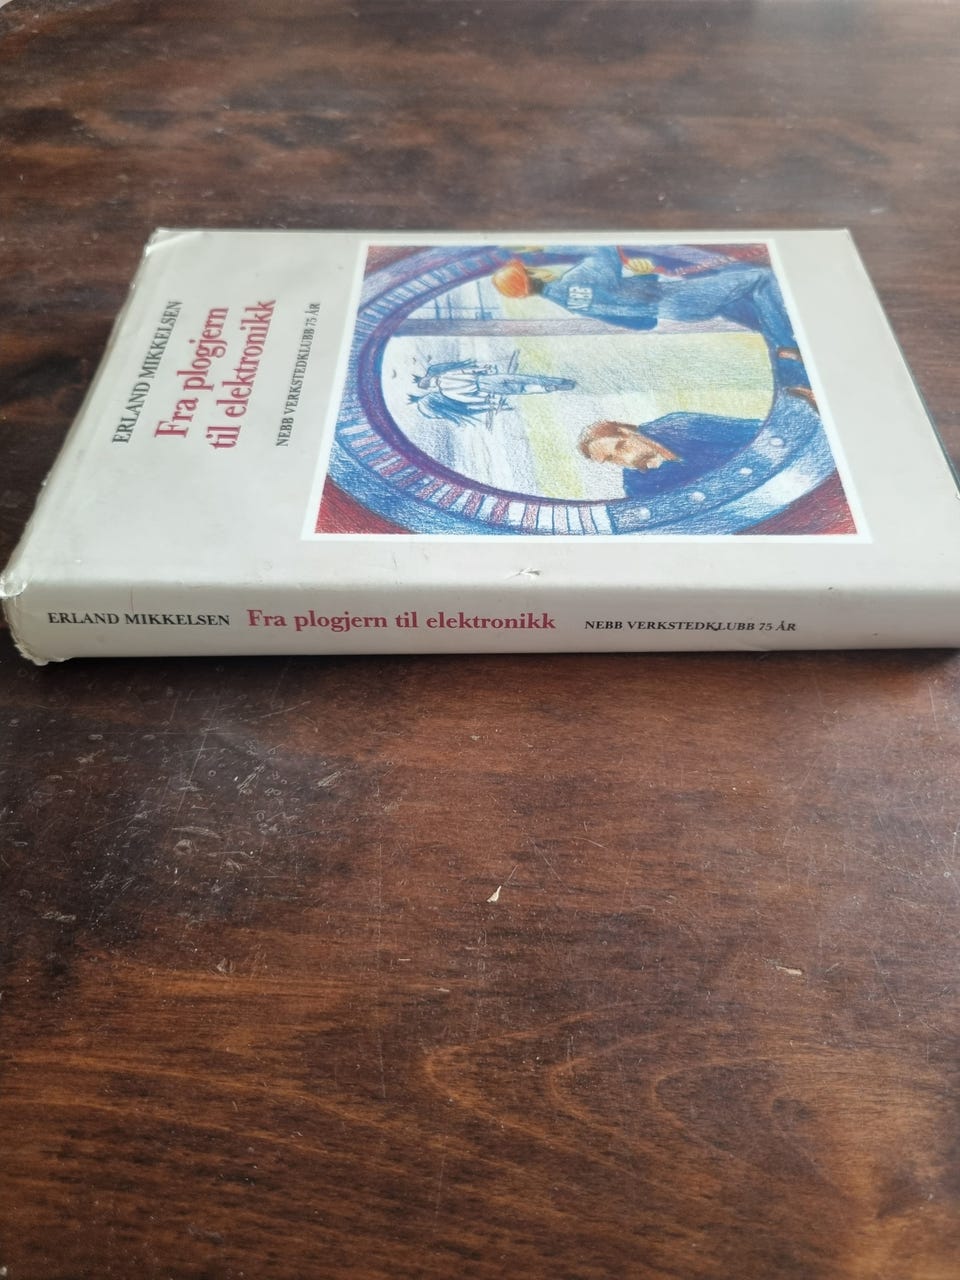 ERLAND MIKKELSEN
Fra plogjern
til elektronikk
NEBB VERKSTEDKLUBB 75 ÅR
ERLAND MIKKELSEN Fra plogjern til elektronikk NEBB VERKSTEDKLUBB 75 ÅR